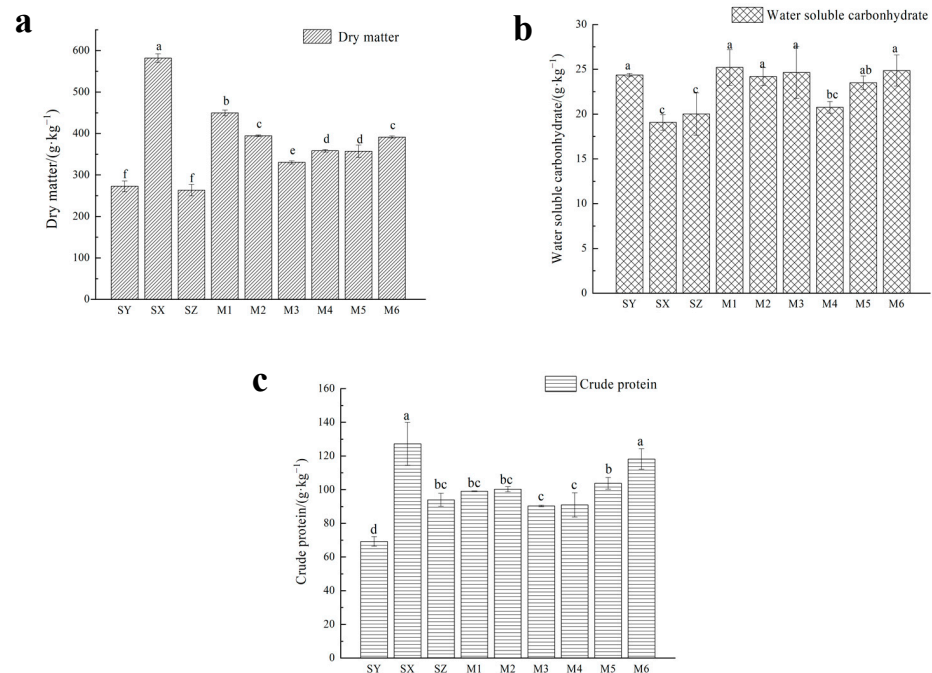 a
Dry matter
Dry matter/(g·kg⁻¹)
600
500
400
300
200
100
0
f
a
f
b
c
e
d
d
c
SY SX SZ M1 M2 M3 M4 M5 M6
b
Water soluble carbonhydrate
Water soluble carbonhydrate/(g·kg⁻¹)
30
25
20
15
10
5
0
a
c
c
a
a
a
bc
ab
a
SY SX SZ M1 M2 M3 M4 M5 M6
c
Crude protein
Crude protein/(g·kg⁻¹)
160
140
120
100
80
60
40
20
0
d
a
bc
bc
bc
c
c
b
a
SY SX SZ M1 M2 M3 M4 M5 M6